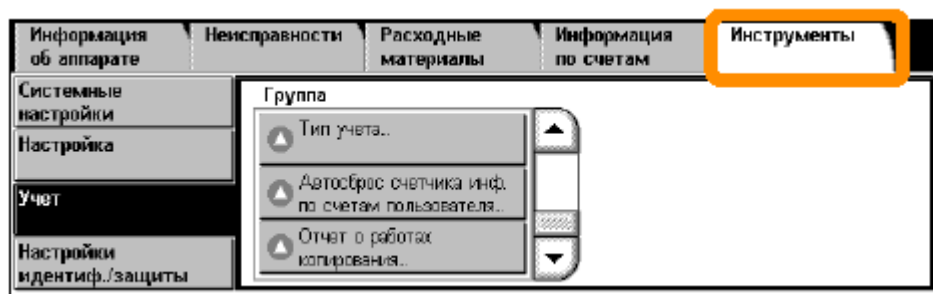 Информация
об аппарате
Неисправности
Расходные
материалы
Информация
по счетам
Инструменты
Системные
настройки
Настройка
Учет
Настройки
идентиф./защиты
Группа
Тип учета..
Автосброс счетчика инф.
по счетам пользователя..
Отчет о работах
копирования..